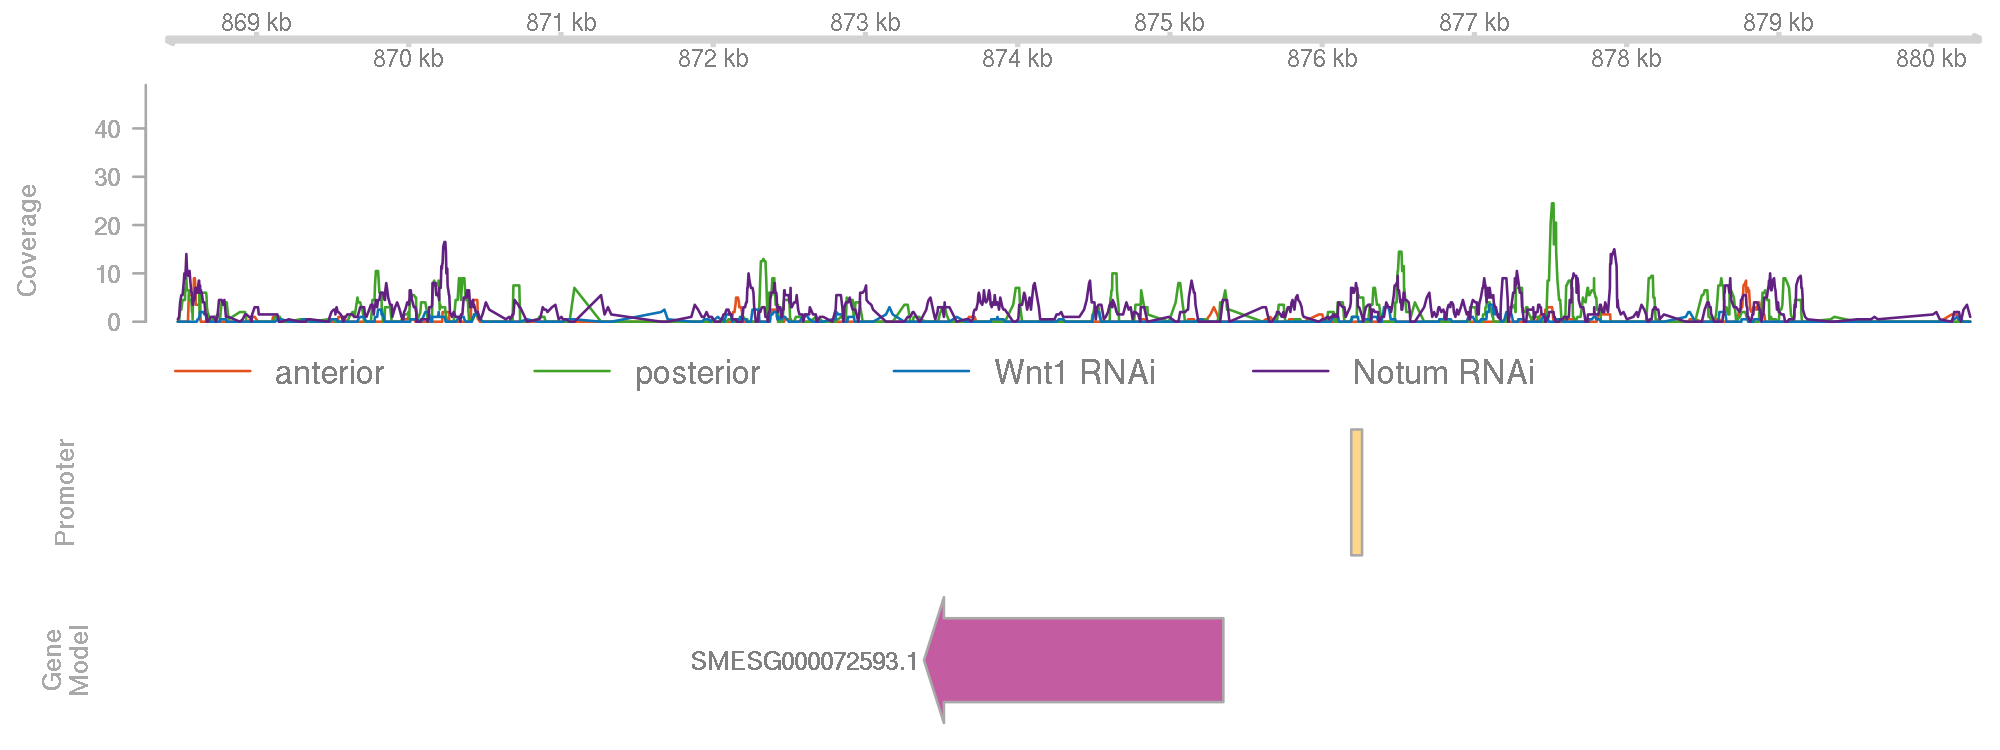 869 kb 871 kb 873 kb 875 kb 877 kb 879 kb
870 kb 872 kb 874 kb 876 kb 878 kb 880 kb
Coverage
40
30
20
10
0
anterior posterior Wnt1 RNAi Notum RNAi
Promoter
Gene
Model
SMESG000072593.1